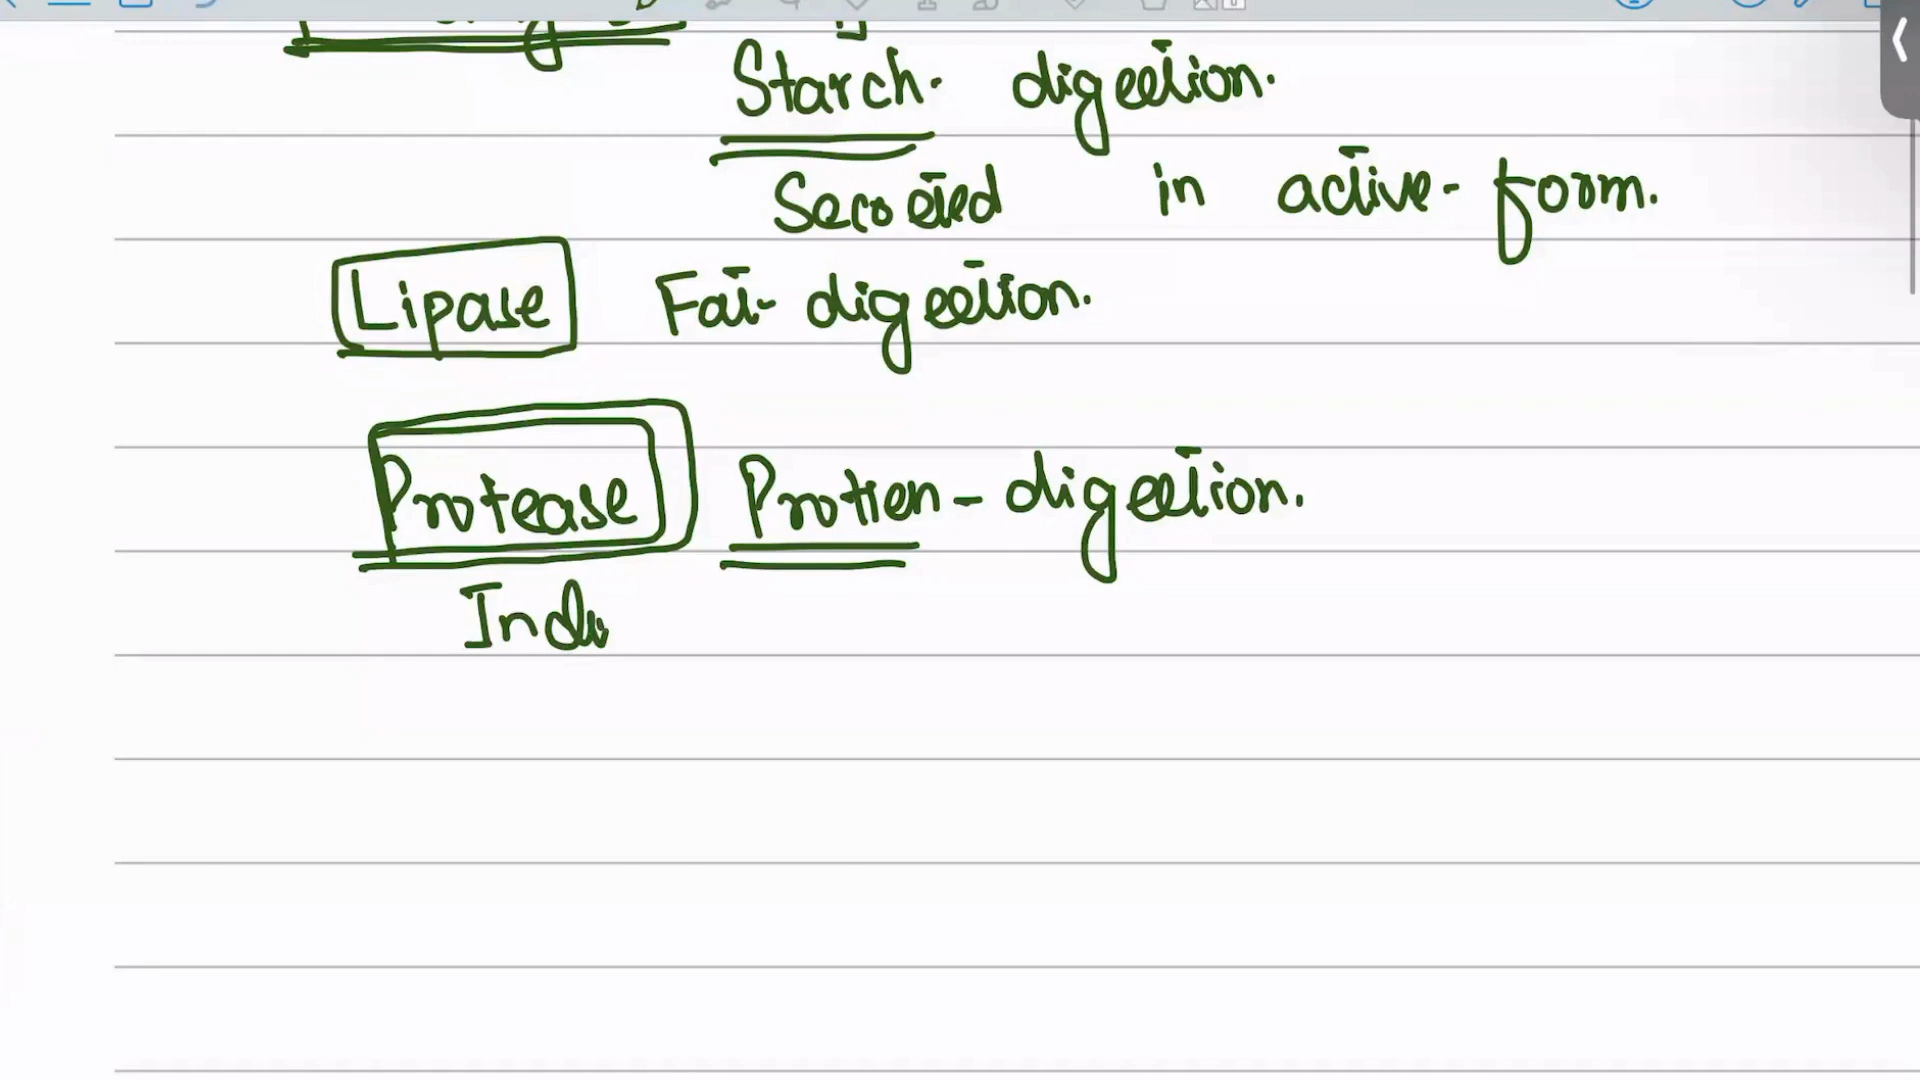 Starch. digestion.
Secreted in active form.
Lipase Fat digestion.
Protease Protien - digestion.
Ind